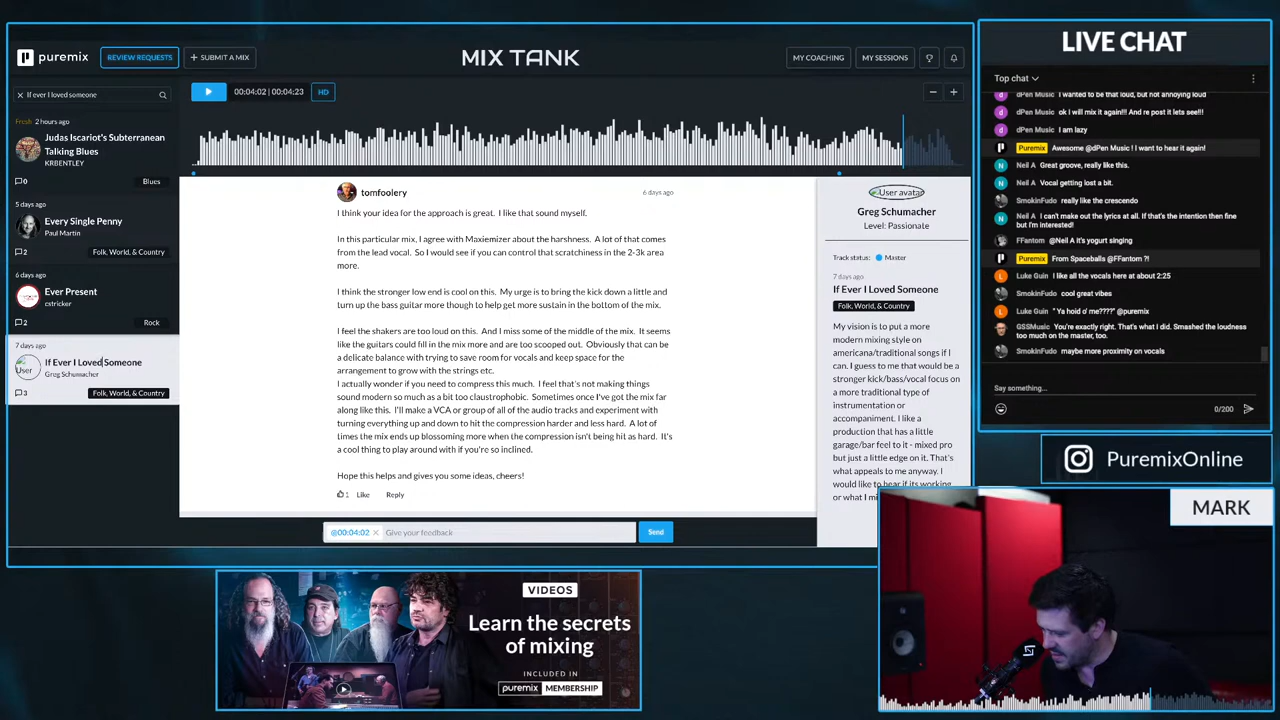 puremix
REVIEW REQUESTS
+ SUBMIT A MIX
MIX TANK
MY COACHING
MY SESSIONS
× If ever I loved someone
Fresh 2 hours ago
Judas Iscariot's Subterranean
Talking Blues
KRBENTLEY
0
Blues
5 days ago
Every Single Penny
Paul Martin
2
Folk, World, & Country
6 days ago
Ever Present
cstricker
2
Rock
7 days ago
User
If Ever I Loved Someone
Greg Schumacher
3
Folk, World, & Country
00:04:02 | 00:04:23
HD
tomfoolery
6 days ago
I think your idea for the approach is great. I like that sound myself.
In this particular mix, I agree with Maxiemizer about the harshness. A lot of that comes
from the lead vocal. So I would see if you can control that scratchiness in the 2-3k area
more.
I think the stronger low end is cool on this. My urge is to bring the kick down a little and
turn up the bass guitar more though to help get more sustain in the bottom of the mix.
I feel the shakers are too loud on this. And I miss some of the middle of the mix. It seems
like the guitars could fill in the mix more and are too scooped out. Obviously that can be
a delicate balance with trying to save room for vocals and keep space for the
arrangement to grow with the strings etc.
I actually wonder if you need to compress this much. I feel that's not making things
sound modern so much as a bit too claustrophobic. Sometimes once I've got the mix far
along like this. I'll make a VCA or group of all of the audio tracks and experiment with
turning everything up and down to hit the compression harder and less hard. A lot of
times the mix ends up blossoming more when the compression isn't being hit as hard. It's
a cool thing to play around with if you're so inclined.
Hope this helps and gives you some ideas, cheers!
1 Like Reply
@00:04:02 × Give your feedback
Send
User avatar
Greg Schumacher
Level: Passionate
Track status: Master
7 days ago
If Ever I Loved Someone
Folk, World, & Country
My vision is to put a more
modern mixing style on
americana/traditional songs if I
can. I guess to me that would be a
stronger kick/bass/vocal focus on
a more traditional type of
instrumentation or
accompaniment. I like a
production that has a little
garage/bar feel to it - mixed pro
but just a little edge on it. That's
what appeals to me anyway. I
would like to hear if its working
or what I mi
LIVE CHAT
Top chat
d dPen Music I wanted to be that loud, but not annoying loud
d dPen Music ok I will mix it again!!! And re post it lets see!!
d dPen Music I am lazy
Puremix Awesome @dPen Music ! I want to hear it again!
N Neil A Great groove, really like this.
N Neil A Vocal getting lost a bit.
SmokinFudo really like the crescendo
N Neil A I can't make out the lyrics at all. If that's the intention then fine
but I'm interested!
FFantom @Neil A it's yogurt singing
Puremix From Spaceballs @FFantom ?!
L Luke Guin I like all the vocals here at about 2:25
SmokinFudo cool great vibes
L Luke Guin " Ya hoid o' me????" @puremix
GSSMusic You're exactly right. That's what I did. Smashed the loudness
too much on the master, too.
SmokinFudo maybe more proximity on vocals
Say something...
0/200
PuremixOnline
MARK
VIDEOS
Learn the secrets
of mixing
INCLUDED IN
puremix MEMBERSHIP